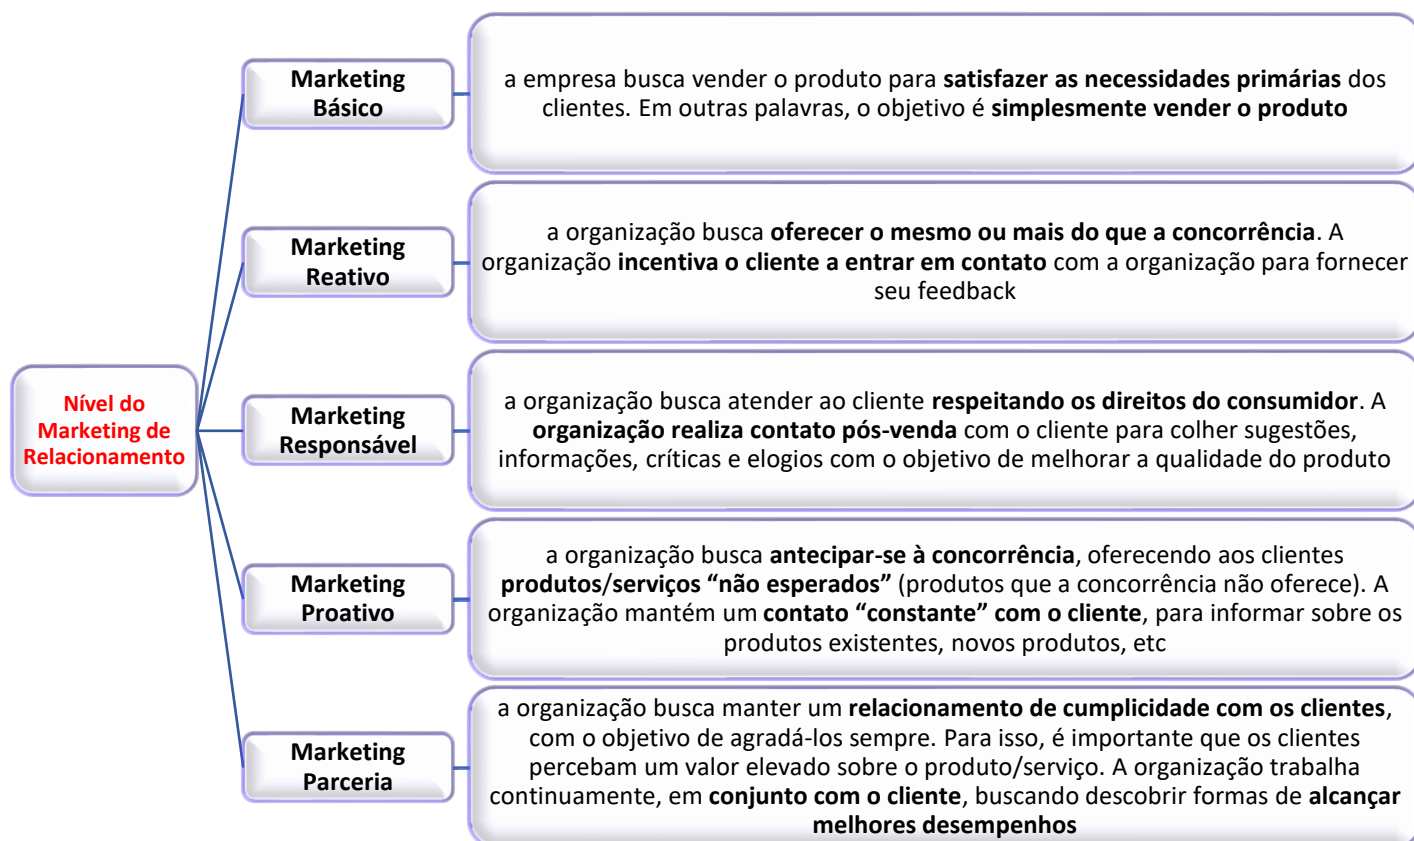 Marketing
Básico
a empresa busca vender o produto para satisfazer as necessidades primárias dos
clientes. Em outras palavras, o objetivo é simplesmente vender o produto
Marketing
Reativo
a organização busca oferecer o mesmo ou mais do que a concorrência. A
organização incentiva o cliente a entrar em contato com a organização para fornecer
seu feedback
Nível do
Marketing de
Relacionamento
Marketing
Responsável
a organização busca atender ao cliente respeitando os direitos do consumidor. A
organização realiza contato pós-venda com o cliente para colher sugestões,
informações, críticas e elogios com o objetivo de melhorar a qualidade do produto
Marketing
Proativo
a organização busca antecipar-se à concorrência, oferecendo aos clientes
produtos/serviços “não esperados” (produtos que a concorrência não oferece). A
organização mantém um contato “constante” com o cliente, para informar sobre os
produtos existentes, novos produtos, etc
Marketing
Parceria
a organização busca manter um relacionamento de cumplicidade com os clientes,
com o objetivo de agradá-los sempre. Para isso, é importante que os clientes
percebam um valor elevado sobre o produto/serviço. A organização trabalha
continuamente, em conjunto com o cliente, buscando descobrir formas de alcançar
melhores desempenhos